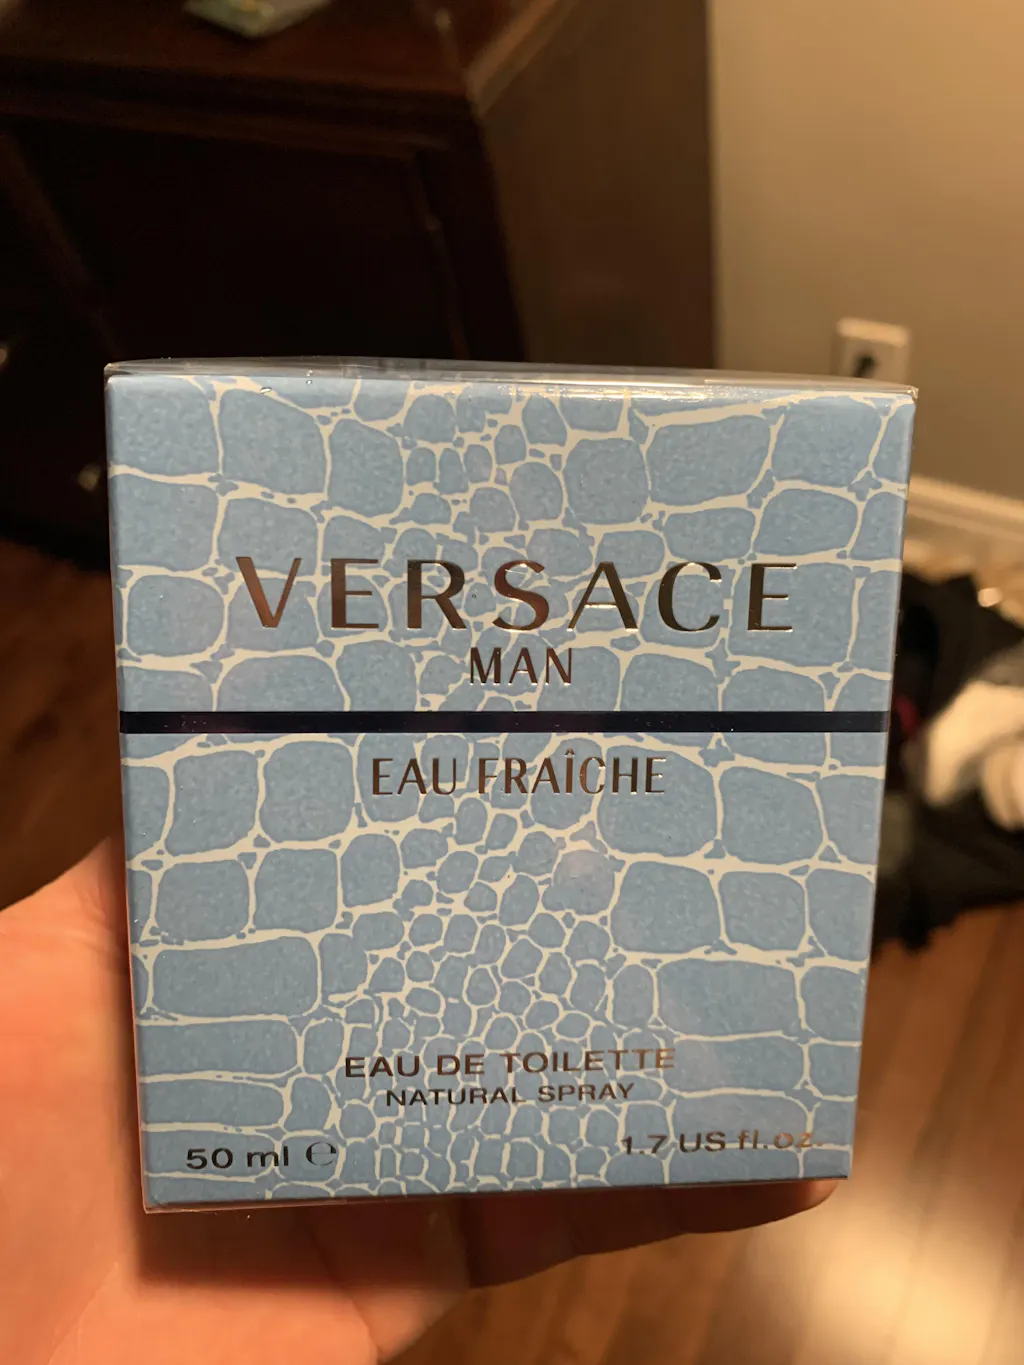 VERSACE
MAN
EAU FRAÎCHE
EAU DE TOILETTE
NATURAL SPRAY
50 ml ℮
1.7 US fl.oz.